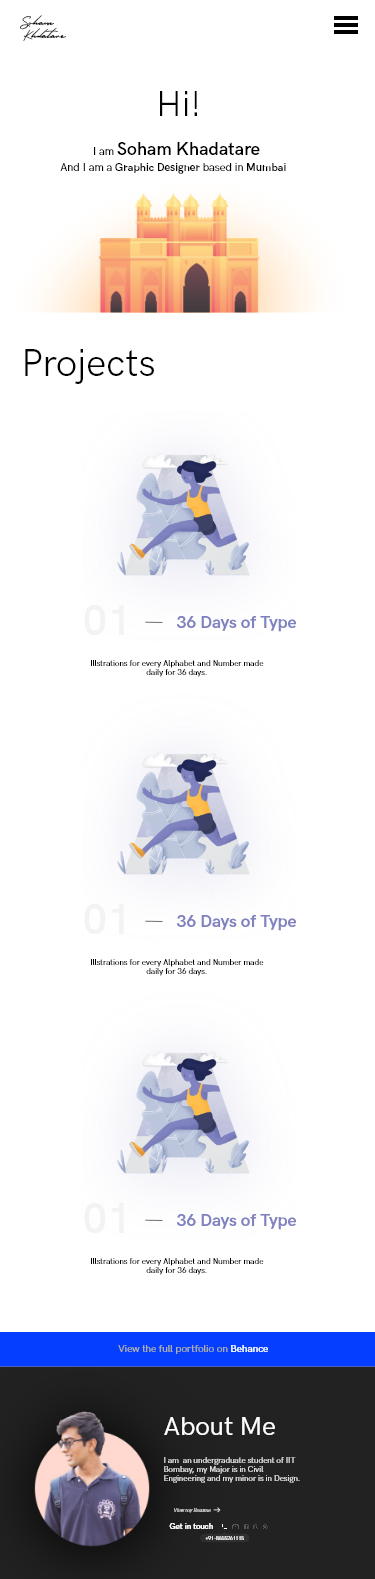 Soham
Khadatare
Hi!
I am Soham Khadatare
And I am a Graphic Designer based in Mumbai
Projects
01 — 36 Days of Type
Illstrations for every Alphabet and Number made
daily for 36 days.
01 — 36 Days of Type
Illstrations for every Alphabet and Number made
daily for 36 days.
01 — 36 Days of Type
Illstrations for every Alphabet and Number made
daily for 36 days.
View the full portfolio on Behance
About Me
I am an undergraduate student of IIT
Bombay, my Major is in Civil
Engineering and my minor is in Design.
View my Resume →
Get in touch